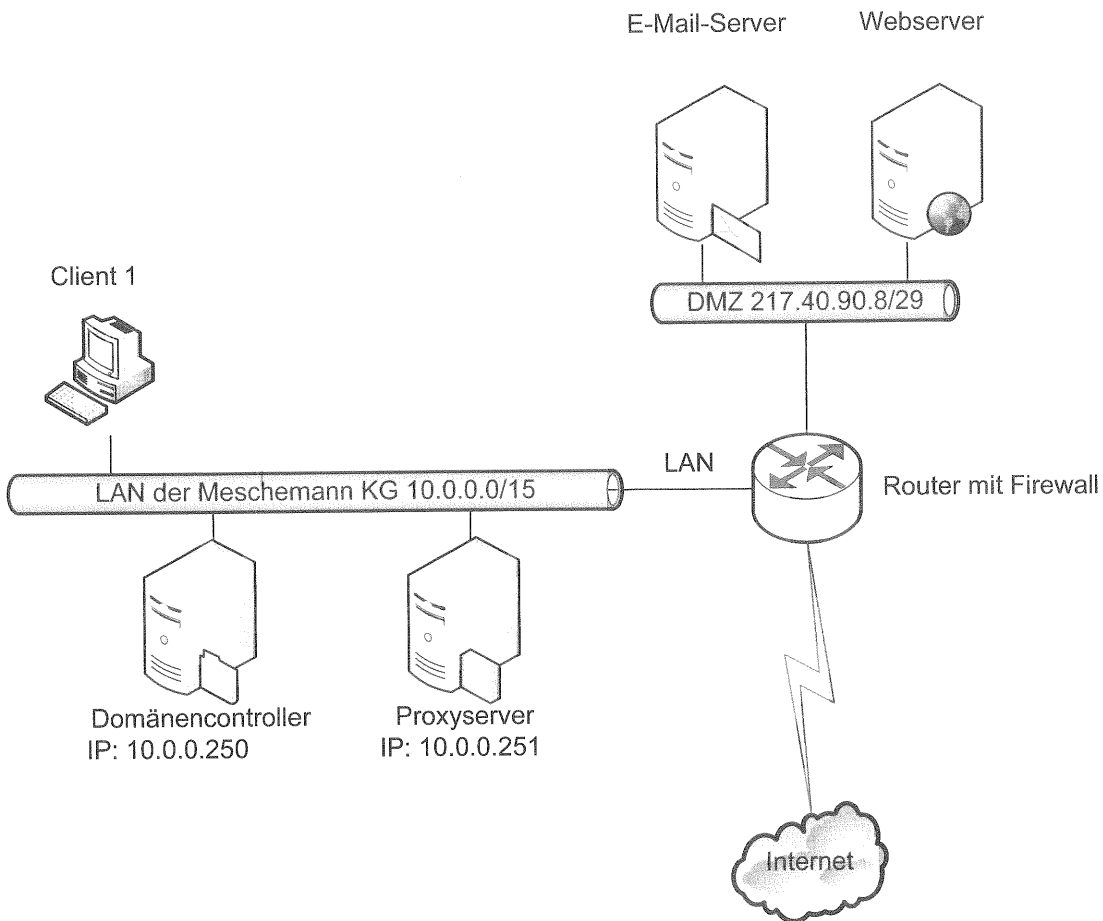 E-Mail-Server
Webserver
DMZ 217.40.90.8/29
Client 1
LAN der Meschemann KG 10.0.0.0/15
LAN
Router mit Firewall
Domänencontroller
IP: 10.0.0.250
Proxyserver
IP: 10.0.0.251
Internet